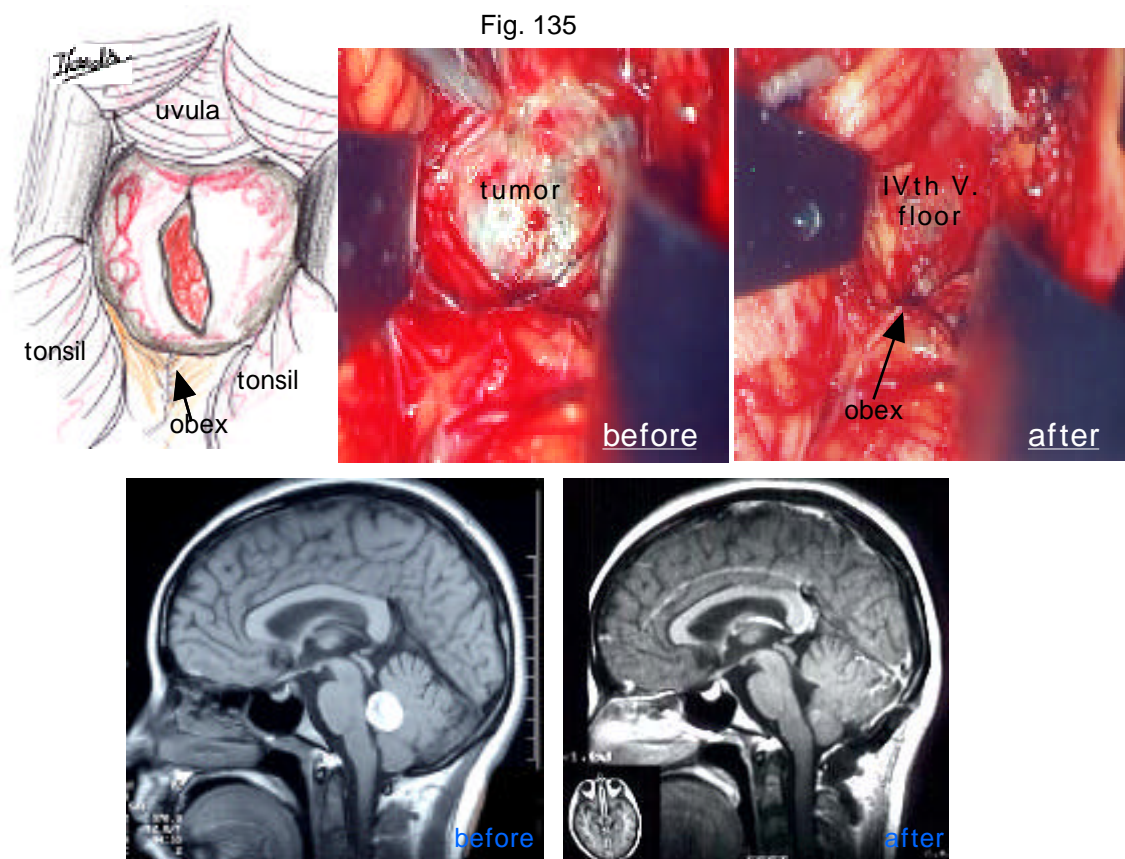 Fig. 135
uvula
tonsil
tonsil
obex
tumor
before
IVth V.
floor
obex
after
before
after